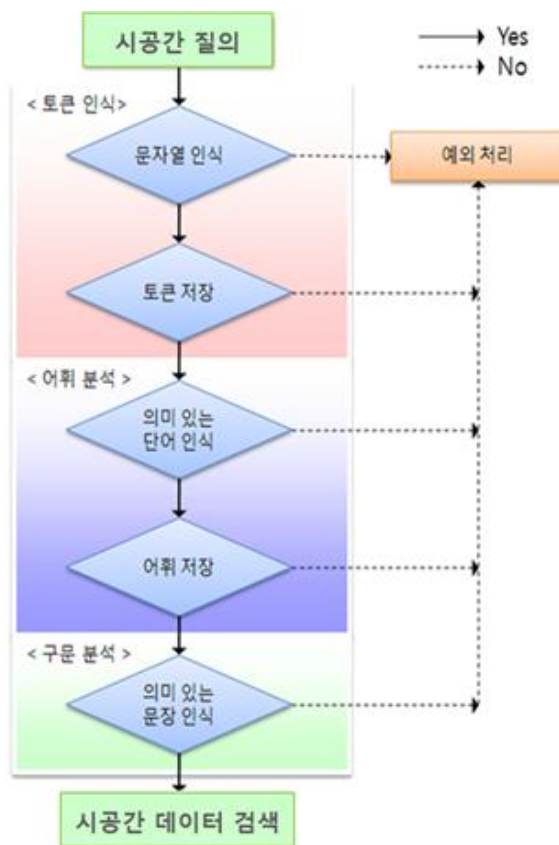 시공간 질의
Yes
No
< 토큰 인식>
문자열 인식
예외 처리
토큰 저장
< 어휘 분석 >
의미 있는
단어 인식
어휘 저장
< 구문 분석 >
의미 있는
문장 인식
시공간 데이터 검색